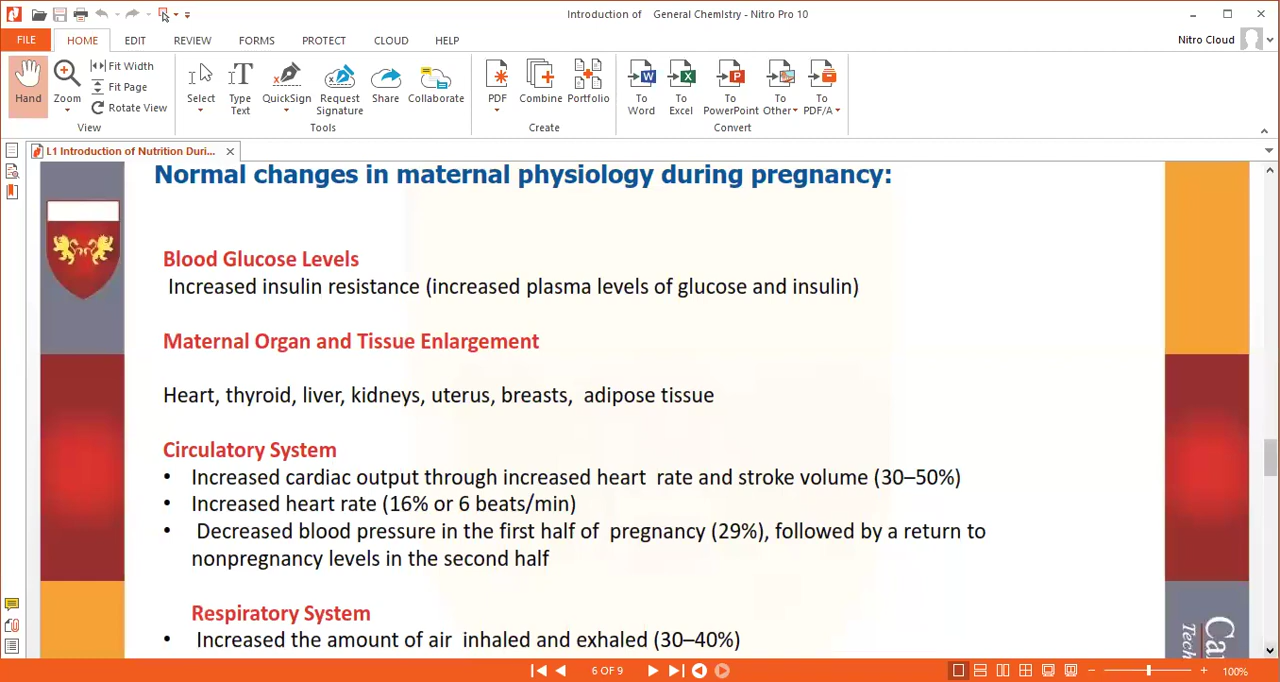 Introduction of    General Chemlstry - Nitro Pro 10
FILE
HOME
EDIT
REVIEW
FORMS
PROTECT
CLOUD
HELP
Nitro Cloud
Hand
Zoom
Fit Width
Fit Page
Rotate View
View
Select
Type Text
QuickSign
Request Signature
Share
Collaborate
Tools
PDF
Combine
Portfolio
Create
To Word
To Excel
To PowerPoint
To Other
To PDF/A
Convert
L1 Introduction of Nutrition Duri...
Normal changes in maternal physiology during pregnancy:
Blood Glucose Levels
Increased insulin resistance (increased plasma levels of glucose and insulin)
Maternal Organ and Tissue Enlargement
Heart, thyroid, liver, kidneys, uterus, breasts, adipose tissue
Circulatory System
• Increased cardiac output through increased heart rate and stroke volume (30–50%)
• Increased heart rate (16% or 6 beats/min)
• Decreased blood pressure in the first half of pregnancy (29%), followed by a return to
nonpregnancy levels in the second half
Respiratory System
• Increased the amount of air inhaled and exhaled (30–40%)
Ca
Tech
6 OF 9
100%